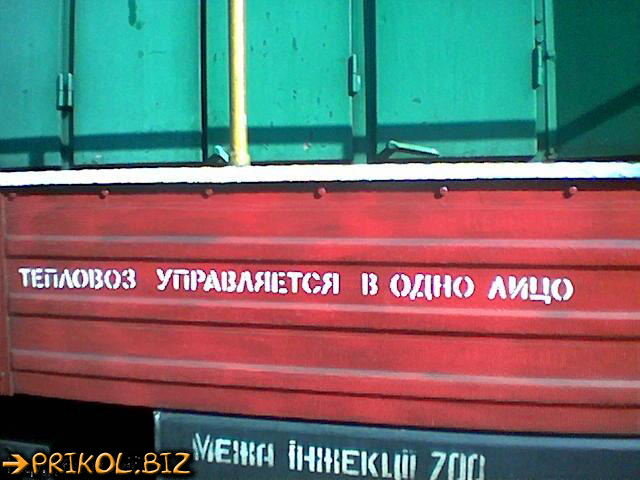 ТЕПЛОВОЗ УПРАВЛЯЕТСЯ В ОДНО ЛИЦО
МЕЖА ІНЖЕКЦІЇ 700
PRIKOL.BIZ